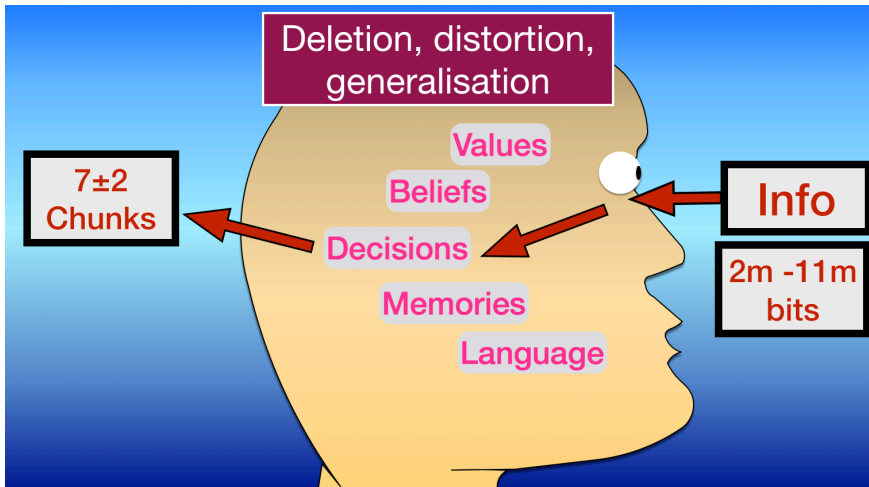 Deletion, distortion,
generalisation
Values
Beliefs
Decisions
Memories
Language
7±2
Chunks
Info
2m -11m
bits